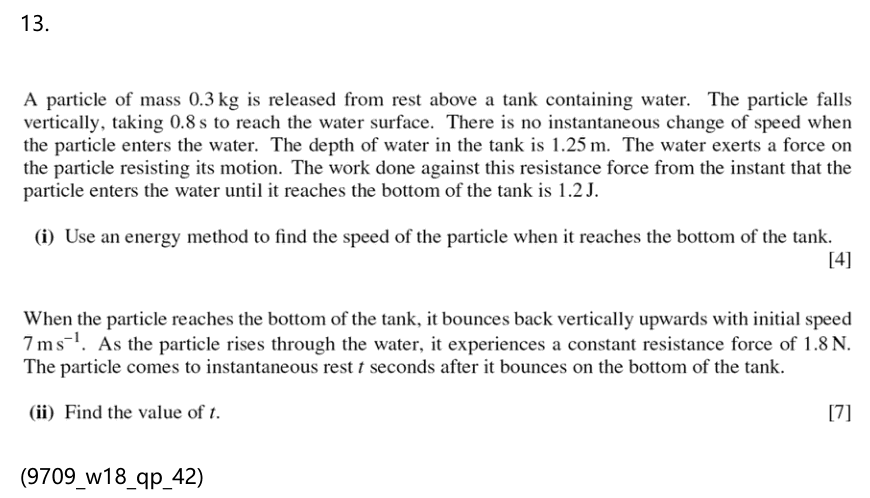 13.
A particle of mass 0.3 kg is released from rest above a tank containing water. The particle falls
vertically, taking 0.8 s to reach the water surface. There is no instantaneous change of speed when
the particle enters the water. The depth of water in the tank is 1.25 m. The water exerts a force on
the particle resisting its motion. The work done against this resistance force from the instant that the
particle enters the water until it reaches the bottom of the tank is 1.2 J.
(i) Use an energy method to find the speed of the particle when it reaches the bottom of the tank.
[4]
When the particle reaches the bottom of the tank, it bounces back vertically upwards with initial speed
7 m s⁻¹. As the particle rises through the water, it experiences a constant resistance force of 1.8 N.
The particle comes to instantaneous rest t seconds after it bounces on the bottom of the tank.
(ii) Find the value of t. [7]
(9709_w18_qp_42)